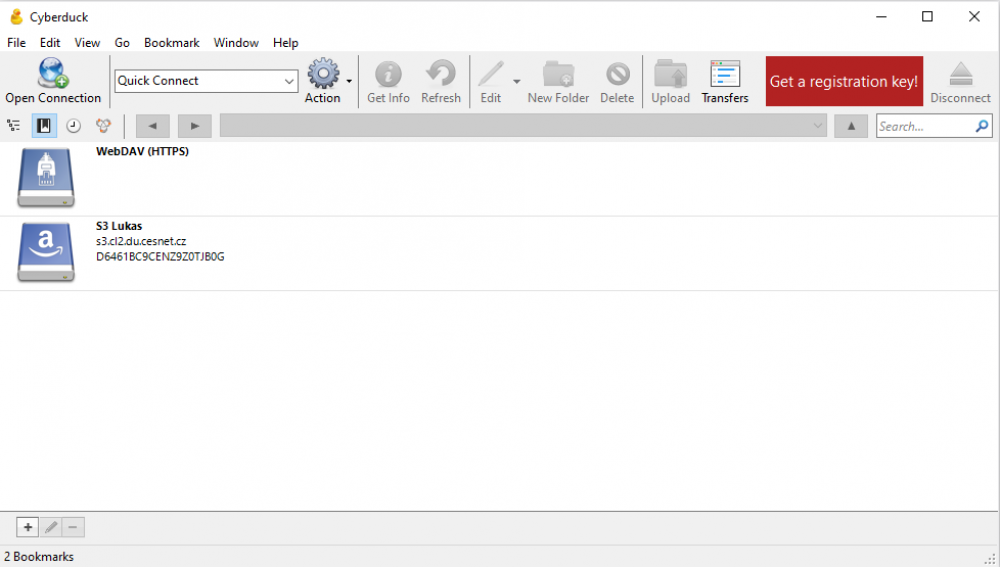 Cyberduck
File Edit View Go Bookmark Window Help
Open Connection
Quick Connect
Action
Get Info
Refresh
Edit
New Folder
Delete
Upload
Transfers
Get a registration key!
Disconnect
Search...
WebDAV (HTTPS)
S3 Lukas
s3.cl2.du.cesnet.cz
D6461BC9CENZ9Z0TJB0G
2 Bookmarks